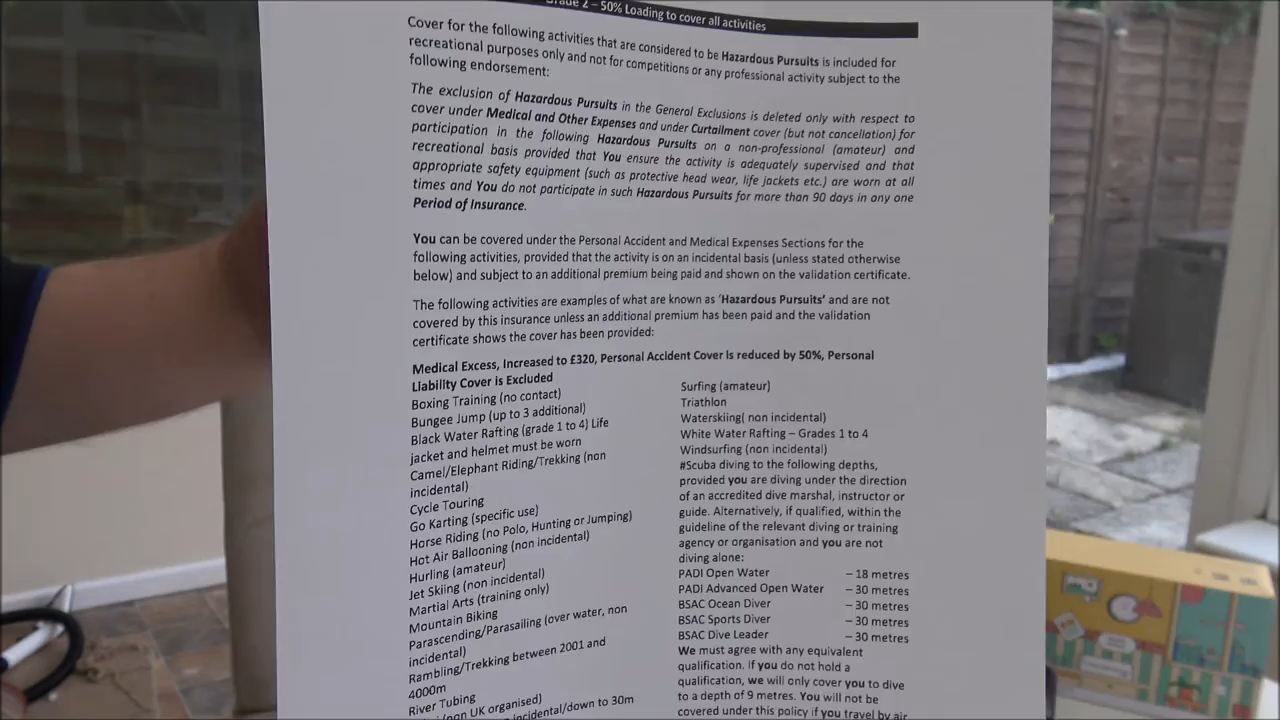 Grade 2 – 50% Loading to cover all activities
Cover for the following activities that are considered to be Hazardous Pursuits is included for
recreational purposes only and not for competitions or any professional activity subject to the
following endorsement:
The exclusion of Hazardous Pursuits in the General Exclusions is deleted only with respect to
cover under Medical and Other Expenses and under Curtailment cover (but not cancellation) for
participation in the following Hazardous Pursuits on a non-professional (amateur) and
recreational basis provided that You ensure the activity is adequately supervised and that
appropriate safety equipment (such as protective head wear, life jackets etc.) are worn at all
times and You do not participate in such Hazardous Pursuits for more than 90 days in any one
Period of Insurance.
You can be covered under the Personal Accident and Medical Expenses Sections for the
following activities, provided that the activity is on an incidental basis (unless stated otherwise
below) and subject to an additional premium being paid and shown on the validation certificate.
The following activities are examples of what are known as 'Hazardous Pursuits' and are not
covered by this insurance unless an additional premium has been paid and the validation
certificate shows the cover has been provided:
Medical Excess, Increased to £320, Personal Accident Cover is reduced by 50%, Personal
Liability Cover is Excluded
Boxing Training (no contact)
Bungee Jump (up to 3 additional)
Black Water Rafting (grade 1 to 4) Life
jacket and helmet must be worn
Camel/Elephant Riding/Trekking (non
incidental)
Cycle Touring
Go Karting (specific use)
Horse Riding (no Polo, Hunting or Jumping)
Hot Air Ballooning (non incidental)
Hurling (amateur)
Jet Skiing (non incidental)
Martial Arts (training only)
Mountain Biking
Parascending/Parasailing (over water, non
incidental)
Rambling/Trekking between 2001 and
4000m
River Tubing
(non UK organised)
incidental/down to 30m
Surfing (amateur)
Triathlon
Waterskiing( non incidental)
White Water Rafting – Grades 1 to 4
Windsurfing (non incidental)
#Scuba diving to the following depths,
provided you are diving under the direction
of an accredited dive marshal, instructor or
guide. Alternatively, if qualified, within the
guideline of the relevant diving or training
agency or organisation and you are not
diving alone:
PADI Open Water – 18 metres
PADI Advanced Open Water – 30 metres
BSAC Ocean Diver – 30 metres
BSAC Sports Diver – 30 metres
BSAC Dive Leader – 30 metres
We must agree with any equivalent
qualification. If you do not hold a
qualification, we will only cover you to dive
to a depth of 9 metres. You will not be
covered under this policy if you travel by air